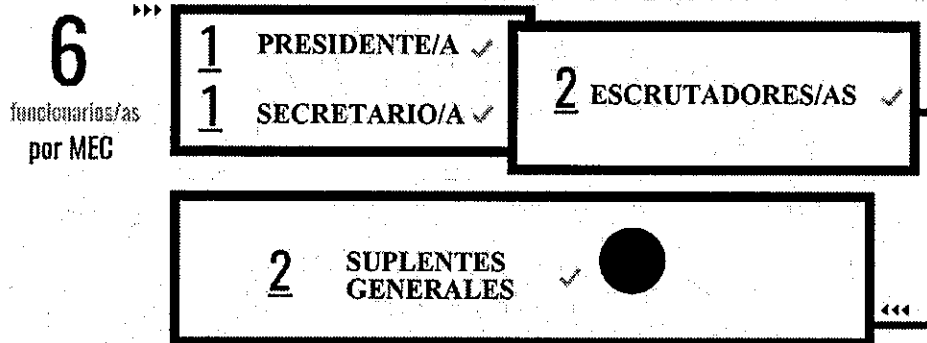 6
funcionarios/as
por MEC
1 PRESIDENTE/A
1 SECRETARIO/A
2 ESCRUTADORES/AS
2 SUPLENTES
GENERALES